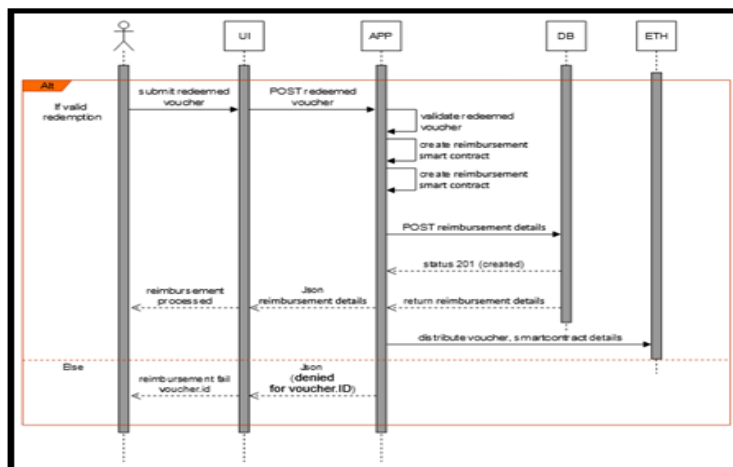 UI
APP
DB
ETH
Alt
If valid
redemption
submit redeemed
voucher
POST redeemed
voucher
validate redeemed
voucher
create reimbursement
smart contract
create reimbursement
smart contract
POST reimbursement details
status 201 (created)
reimbursement
processed
Json
reimbursement details
return reimbursement details
distribute voucher, smartcontract details
Else
reimbursement fail
voucher.id
Json
(denied
for voucher.ID)